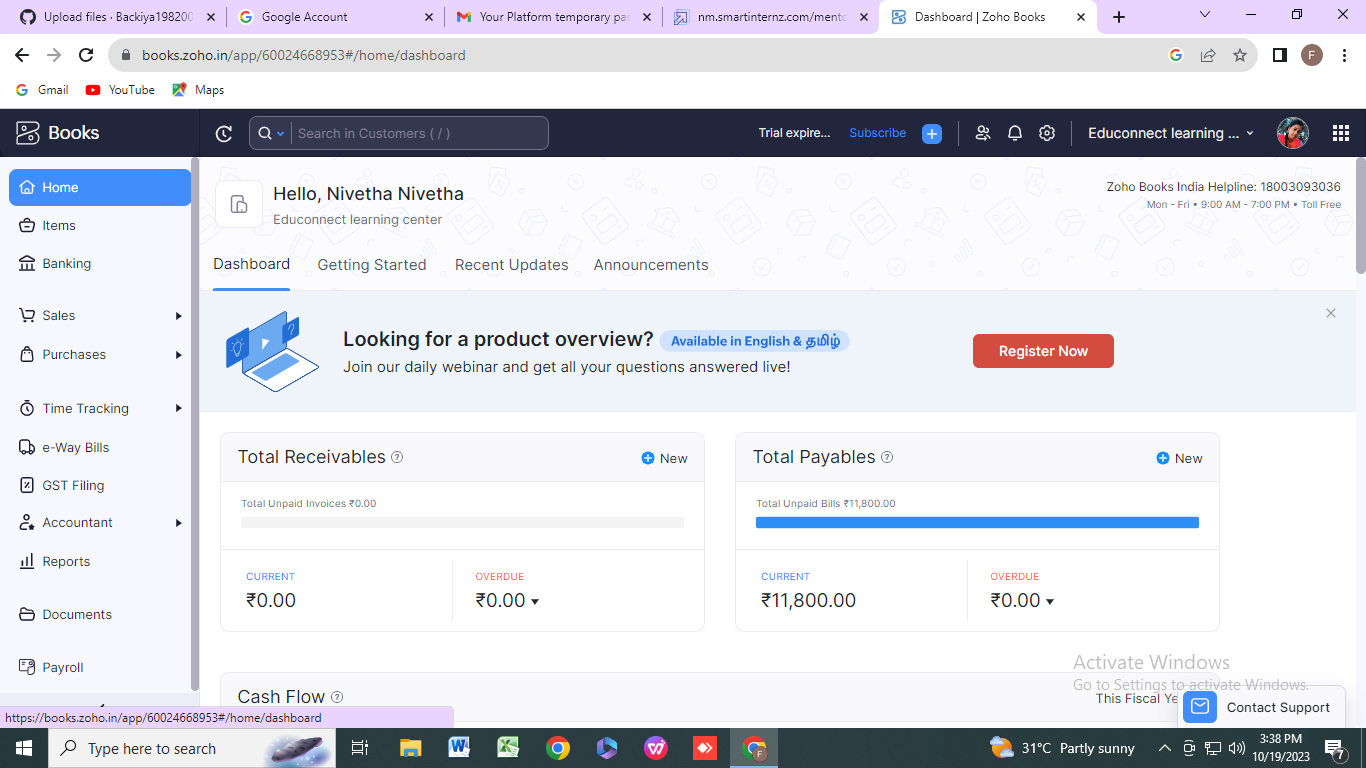 Upload files · Backiya198200
Google Account
Your Platform temporary pas
nm.smartinternz.com/mento
Dashboard | Zoho Books
books.zoho.in/app/60024668953#/home/dashboard
F
Gmail
YouTube
Maps
Books
Search in Customers ( / )
Trial expire...
Subscribe
Educonnect learning ...
Home
Items
Banking
Sales
Purchases
Time Tracking
e-Way Bills
GST Filing
Accountant
Reports
Documents
Payroll
Hello, Nivetha Nivetha
Educonnect learning center
Zoho Books India Helpline: 18003093036
Mon - Fri • 9:00 AM - 7:00 PM • Toll Free
Dashboard
Getting Started
Recent Updates
Announcements
Looking for a product overview? Available in English & தமிழ்
Join our daily webinar and get all your questions answered live!
Register Now
Total Receivables
New
Total Unpaid Invoices ₹0.00
CURRENT
₹0.00
OVERDUE
₹0.00
Total Payables
New
Total Unpaid Bills ₹11,800.00
CURRENT
₹11,800.00
OVERDUE
₹0.00
Cash Flow
This Fiscal Ye
Activate Windows
Go to Settings to activate Windows.
Contact Support
https://books.zoho.in/app/60024668953#/home/dashboard
Type here to search
31°C Partly sunny
3:38 PM
10/19/2023
7